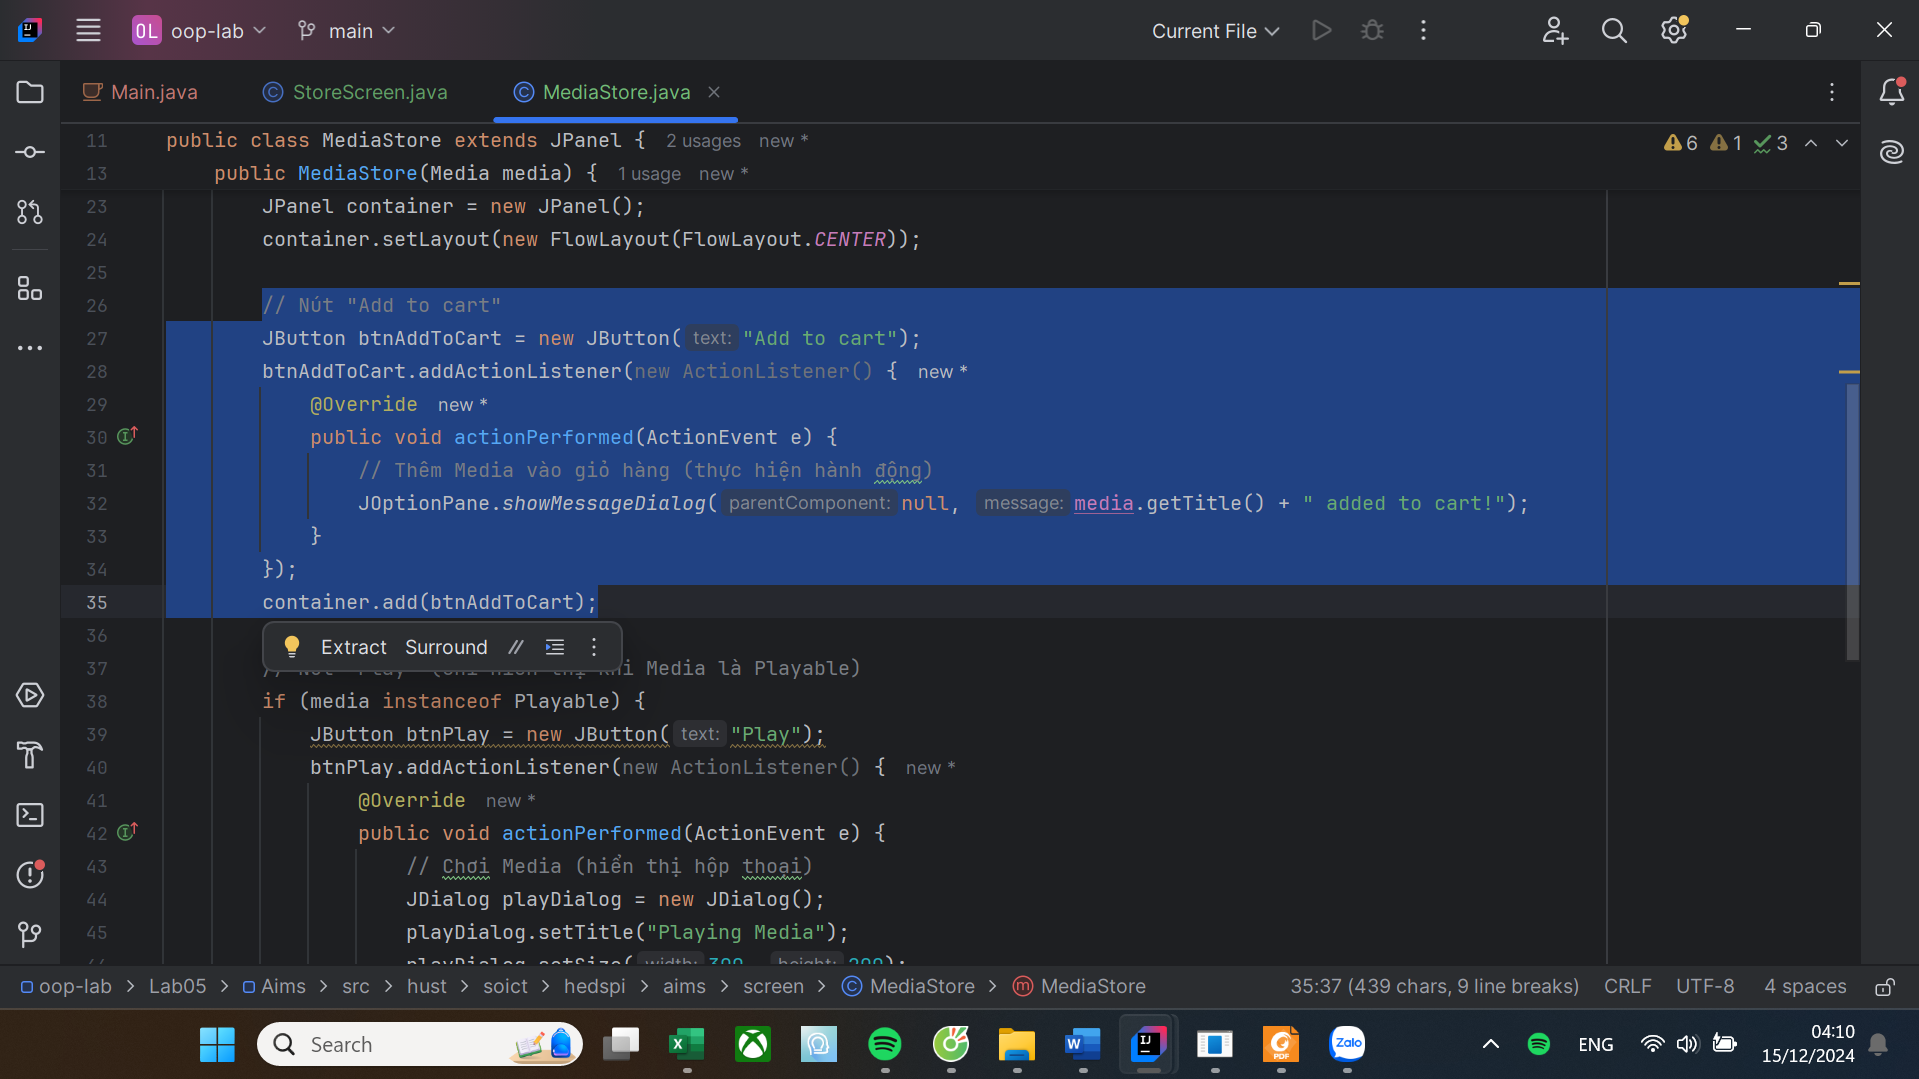 OL oop-lab main Current File
Main.java StoreScreen.java MediaStore.java
11 public class MediaStore extends JPanel { 2 usages new *
6 1 3
13 public MediaStore(Media media) { 1 usage new *
23 JPanel container = new JPanel();
24 container.setLayout(new FlowLayout(FlowLayout.CENTER));
25
26 // Nút "Add to cart"
27 JButton btnAddToCart = new JButton( text: "Add to cart");
28 btnAddToCart.addActionListener(new ActionListener() { new *
29 @Override new *
30 public void actionPerformed(ActionEvent e) {
31 // Thêm Media vào giỏ hàng (thực hiện hành động)
32 JOptionPane.showMessageDialog( parentComponent: null, message: media.getTitle() + " added to cart!");
33 }
34 });
35 container.add(btnAddToCart);
36
Extract Surround
37 Media là Playable)
38 if (media instanceof Playable) {
39 JButton btnPlay = new JButton( text: "Play");
40 btnPlay.addActionListener(new ActionListener() { new *
41 @Override new *
42 public void actionPerformed(ActionEvent e) {
43 // Chơi Media (hiển thị hộp thoại)
44 JDialog playDialog = new JDialog();
45 playDialog.setTitle("Playing Media");
oop-lab > Lab05 > Aims > src > hust > soict > hedspi > aims > screen > MediaStore > MediaStore 35:37 (439 chars, 9 line breaks) CRLF UTF-8 4 spaces
Search
Zalo
ENG
04:10
15/12/2024